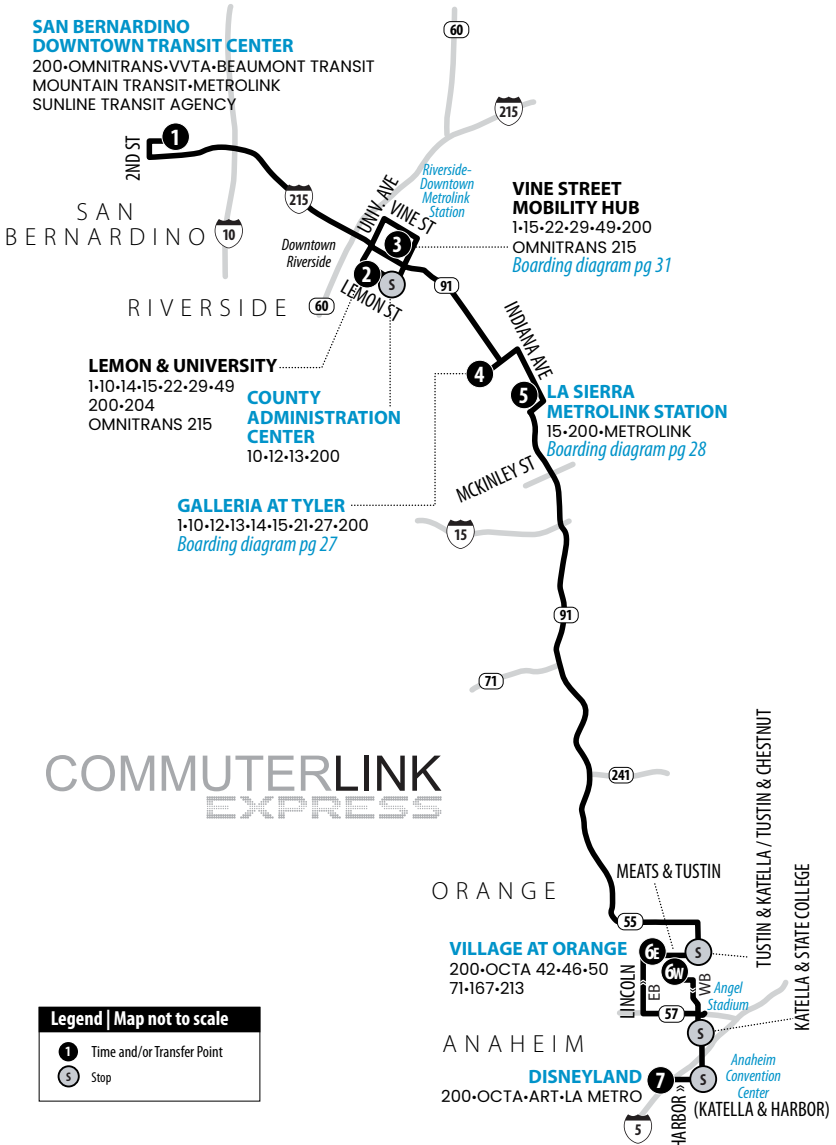 SAN BERNARDINO
DOWNTOWN TRANSIT CENTER
200•OMNITRANS•VVTA•BEAUMONT TRANSIT
MOUNTAIN TRANSIT•METROLINK
SUNLINE TRANSIT AGENCY
60
215
2ND ST
1
SAN
BERNARDINO
10
215
UNIV. AVE
VINE ST
Riverside-
Downtown
Metrolink
Station
3
VINE STREET
MOBILITY HUB
1•15•22•29•49•200
OMNITRANS 215
Boarding diagram pg 31
Downtown
Riverside
2
S
LEMON ST
RIVERSIDE
60
91
INDIANA AVE
LEMON & UNIVERSITY
1•10•14•15•22•29•49
200•204
OMNITRANS 215
COUNTY
ADMINISTRATION
CENTER
10•12•13•200
4
5
LA SIERRA
METROLINK STATION
15•200•METROLINK
Boarding diagram pg 28
MCKINLEY ST
GALLERIA AT TYLER
1•10•12•13•14•15•21•27•200
Boarding diagram pg 27
15
91
71
COMMUTERLINK
EXPRESS
241
TUSTIN & KATELLA / TUSTIN & CHESTNUT
KATELLA & STATE COLLEGE
MEATS & TUSTIN
ORANGE
55
VILLAGE AT ORANGE
200•OCTA 42•46•50
71•167•213
6E
S
6W
LINCOLN
EB
WB
Angel
Stadium
57
S
ANAHEIM
DISNEYLAND
200•OCTA•ART•LA METRO
7
S
Anaheim
Convention
Center
(KATELLA & HARBOR)
HARBOR »
5
Legend | Map not to scale
1 Time and/or Transfer Point
S Stop